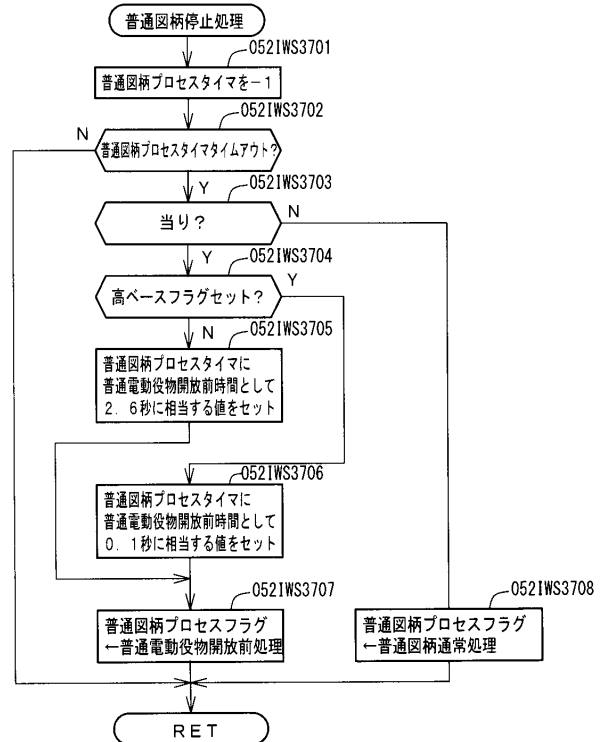 普通図柄停止処理
052IWS3701
普通図柄プロセスタイマを－1
052IWS3702
N
普通図柄プロセスタイマタイムアウト?
Y
052IWS3703
当り?
N
Y
052IWS3704
高ベースフラグセット?
Y
N
052IWS3705
普通図柄プロセスタイマに
普通電動役物開放前時間として
2.6秒に相当する値をセット
052IWS3706
普通図柄プロセスタイマに
普通電動役物開放前時間として
0.1秒に相当する値をセット
052IWS3707
普通図柄プロセスフラグ
←普通電動役物開放前処理
052IWS3708
普通図柄プロセスフラグ
←普通図柄通常処理
RET